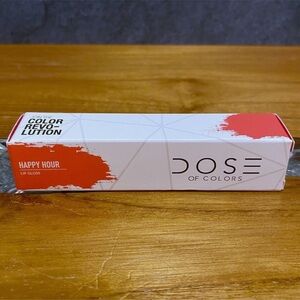 COLOR
REVO-
LUTION
HAPPY HOUR
LIP GLOSS
DOSE
OF COLORS